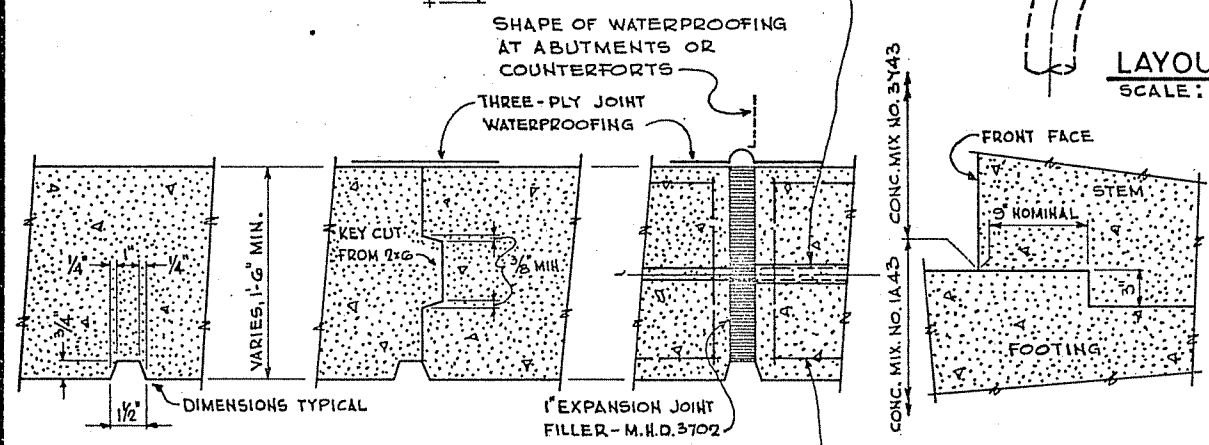 SHAPE OF WATERPROOFING
AT ABUTMENTS OR
COUNTERFORTS
THREE-PLY JOINT
WATERPROOFING
LAYOU
SCALE:
CONC. MIX NO. 3Y43
CONC. MIX. NO. 1A43
FRONT FACE
STEM
9" NOMINAL
3"
FOOTING
1/4"
1"
1/4"
3/4"
1 1/2"
DIMENSIONS TYPICAL
VARIES, 1'-6" MIN.
KEY CUT
FROM 2x6
3/8" MIN
1" EXPANSION JOINT
FILLER - M.H.D. 3702